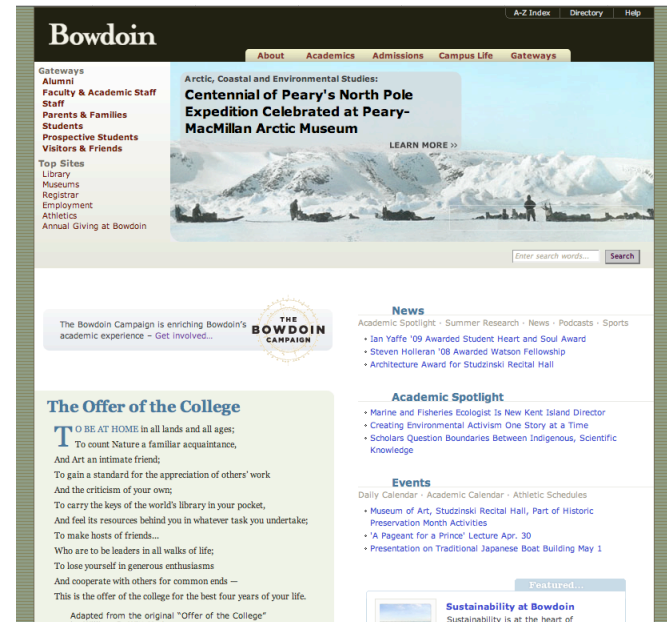 A-Z Index Directory Help
Bowdoin
About Academics Admissions Campus Life Gateways
Gateways
Alumni
Faculty & Academic Staff
Staff
Parents & Families
Students
Prospective Students
Visitors & Friends
Top Sites
Library
Museums
Registrar
Employment
Athletics
Annual Giving at Bowdoin
Arctic, Coastal and Environmental Studies:
Centennial of Peary's North Pole
Expedition Celebrated at Peary-
MacMillan Arctic Museum
LEARN MORE >>
Enter search words... Search
The Bowdoin Campaign is enriching Bowdoin's
academic experience – Get involved...
THE
BOWDOIN
CAMPAIGN
The Offer of the College
TO BE AT HOME in all lands and all ages;
To count Nature a familiar acquaintance,
And Art an intimate friend;
To gain a standard for the appreciation of others' work
And the criticism of your own;
To carry the keys of the world's library in your pocket,
And feel its resources behind you in whatever task you undertake;
To make hosts of friends...
Who are to be leaders in all walks of life;
To lose yourself in generous enthusiasms
And cooperate with others for common ends —
This is the offer of the college for the best four years of your life.
Adapted from the original "Offer of the College"
News
Academic Spotlight · Summer Research · News · Podcasts · Sports
• Ian Yaffe '09 Awarded Student Heart and Soul Award
• Steven Holleran '08 Awarded Watson Fellowship
• Architecture Award for Studzinski Recital Hall
Academic Spotlight
• Marine and Fisheries Ecologist Is New Kent Island Director
• Creating Environmental Activism One Story at a Time
• Scholars Question Boundaries Between Indigenous, Scientific
Knowledge
Events
Daily Calendar · Academic Calendar · Athletic Schedules
• Museum of Art, Studzinski Recital Hall, Part of Historic
Preservation Month Activities
• 'A Pageant for a Prince' Lecture Apr. 30
• Presentation on Traditional Japanese Boat Building May 1
Featured...
Sustainability at Bowdoin
Sustainability is at the heart of